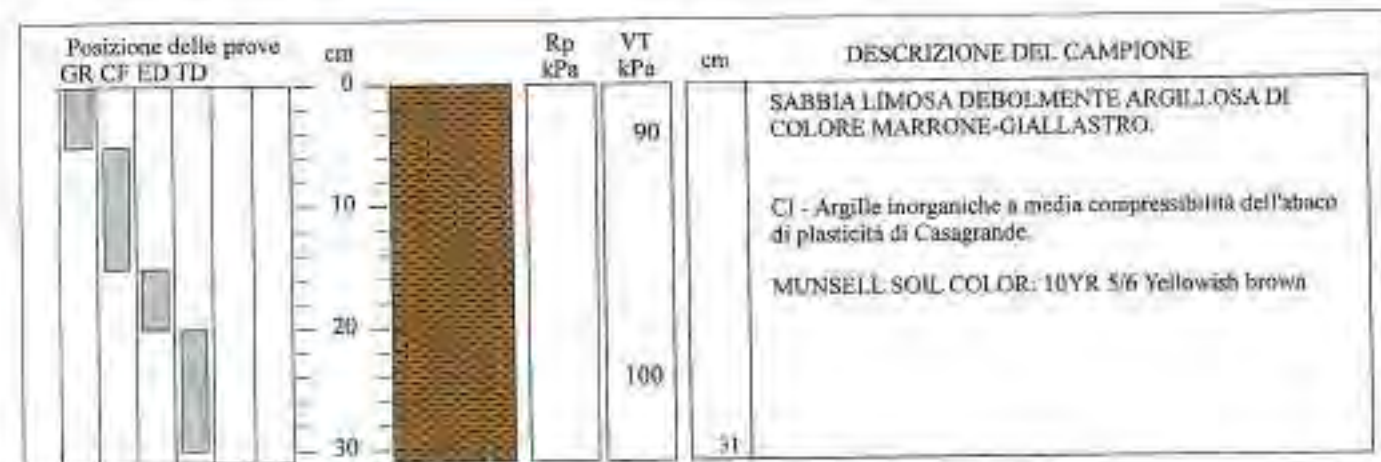 Posizione delle prove
GR CF ED TD
cm
Rp
kPa
VT
kPa
cm
DESCRIZIONE DEL CAMPIONE
0
10
20
30
90
100
31
SABBIA LIMOSA DEBOLMENTE ARGILLOSA DI
COLORE MARRONE-GIALLASTRO.
CI - Argille inorganiche a media compressibilità dell'abaco
di plasticità di Casagrande.
MUNSELL SOIL COLOR: 10YR 5/6 Yellowish brown